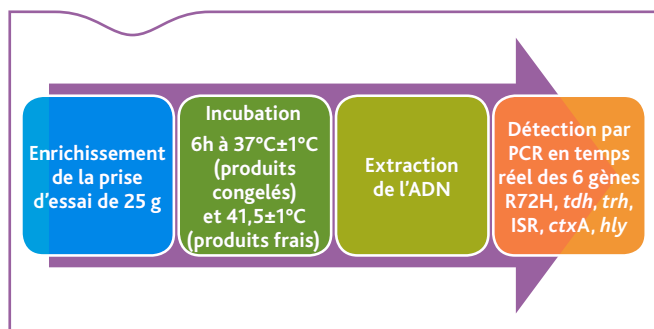 Enrichissement
de la prise
d'essai de 25 g
Incubation
6h à 37°C±1°C
(produits
congelés)
et 41,5±1°C
(produits frais)
Extraction
de l'ADN
Détection par
PCR en temps
réel des 6 gènes
R72H, tdh, trh,
ISR, ctxA, hly